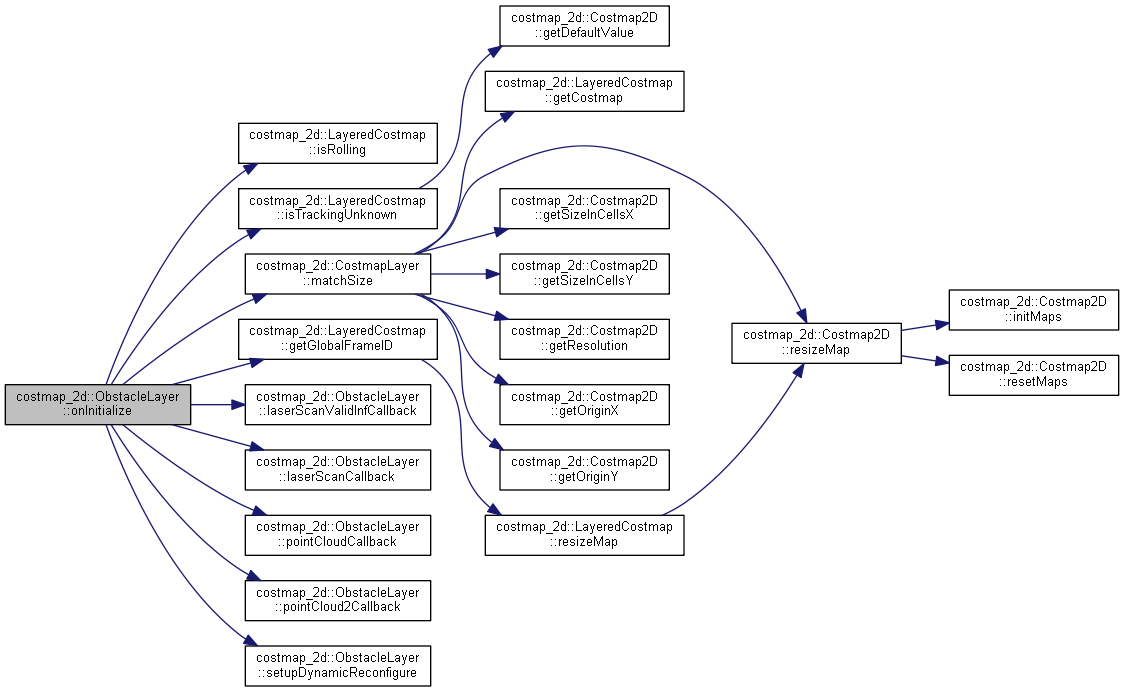 costmap_2d::ObstacleLayer
::onInitialize
costmap_2d::LayeredCostmap
::isRolling
costmap_2d::LayeredCostmap
::isTrackingUnknown
costmap_2d::CostmapLayer
::matchSize
costmap_2d::LayeredCostmap
::getGlobalFrameID
costmap_2d::ObstacleLayer
::laserScanValidInfCallback
costmap_2d::ObstacleLayer
::laserScanCallback
costmap_2d::ObstacleLayer
::pointCloudCallback
costmap_2d::ObstacleLayer
::pointCloud2Callback
costmap_2d::ObstacleLayer
::setupDynamicReconfigure
costmap_2d::Costmap2D
::getDefaultValue
costmap_2d::LayeredCostmap
::getCostmap
costmap_2d::Costmap2D
::getSizeInCellsX
costmap_2d::Costmap2D
::getSizeInCellsY
costmap_2d::Costmap2D
::getResolution
costmap_2d::Costmap2D
::getOriginX
costmap_2d::Costmap2D
::getOriginY
costmap_2d::LayeredCostmap
::resizeMap
costmap_2d::Costmap2D
::resizeMap
costmap_2d::Costmap2D
::initMaps
costmap_2d::Costmap2D
::resetMaps